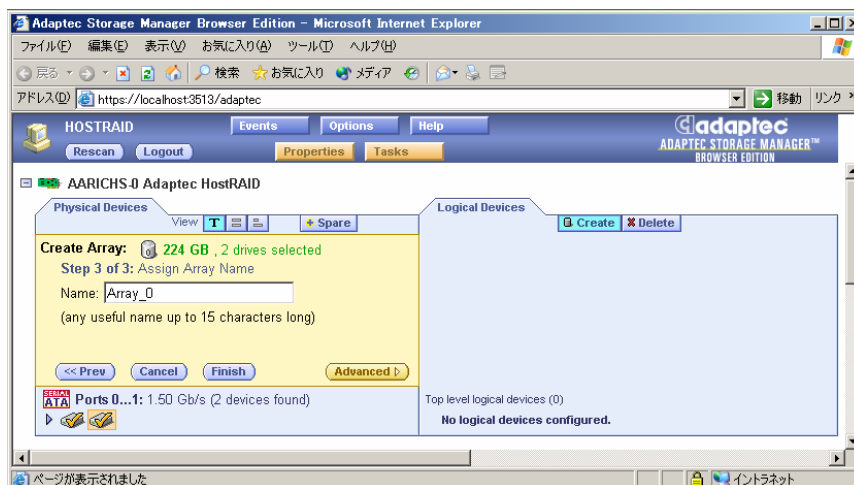 Adaptec Storage Manager Browser Edition - Microsoft Internet Explorer
ファイル(F) 編集(E) 表示(V) お気に入り(A) ツール(T) ヘルプ(H)
戻る 検索 お気に入り メディア
アドレス(D) https://localhost:3513/adaptec 移動 リンク »
HOSTRAID Events Options Help adaptec
Rescan Logout Properties Tasks ADAPTEC STORAGE MANAGER™
BROWSER EDITION
AARICHS-0 Adaptec HostRAID
Physical Devices
View T + Spare
Create Array: 224 GB , 2 drives selected
Step 3 of 3: Assign Array Name
Name: Array_0
(any useful name up to 15 characters long)
<< Prev Cancel Finish Advanced
SERIAL ATA Ports 0...1: 1.50 Gb/s (2 devices found)
Logical Devices
Create Delete
Top level logical devices (0)
No logical devices configured.
ページが表示されました イントラネット